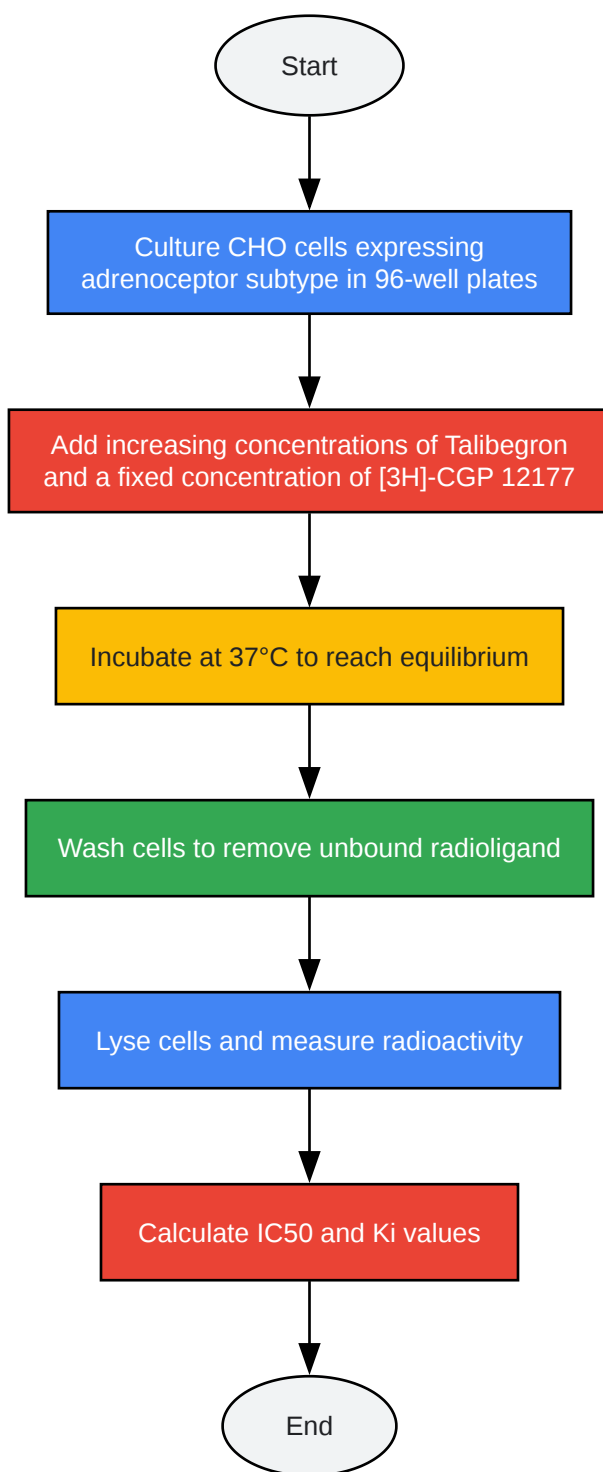 Start
Culture CHO cells expressing
adrenoceptor subtype in 96-well plates
Add increasing concentrations of Talibegron
and a fixed concentration of [3H]-CGP 12177
Incubate at 37°C to reach equilibrium
Wash cells to remove unbound radioligand
Lyse cells and measure radioactivity
Calculate IC50 and Ki values
End